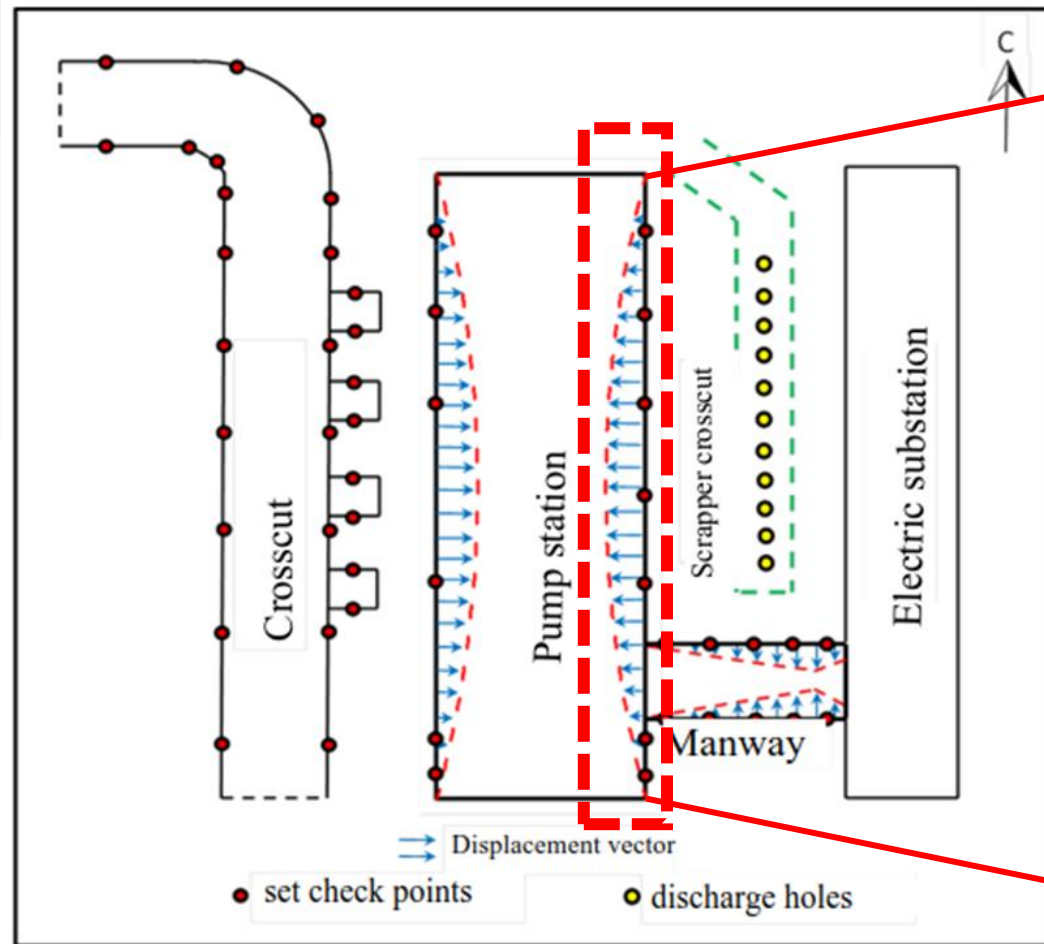 C
Crosscut
Pump station
Scrapper crosscut
Electric substation
Manway
Displacement vector
set check points
discharge holes